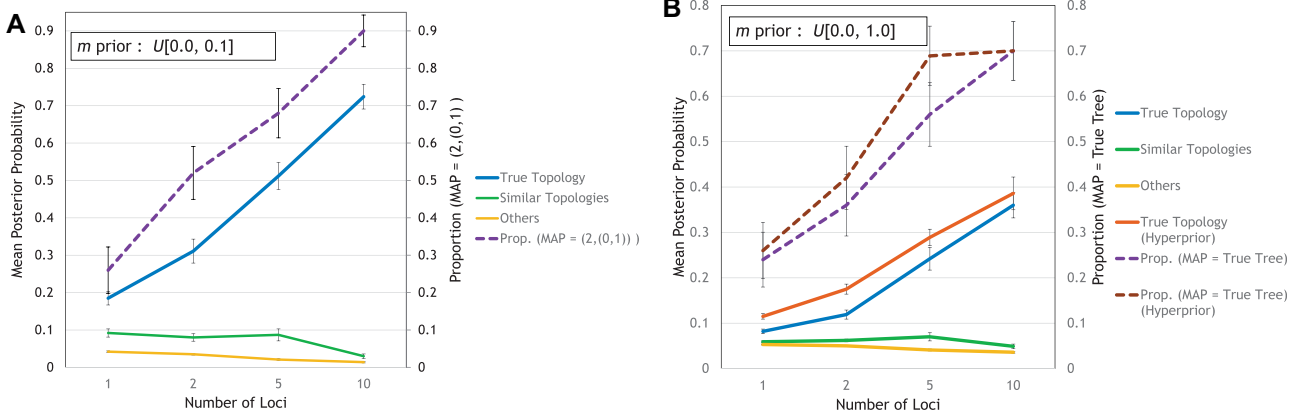 A
m prior : U[0.0, 0.1]
Mean Posterior Probability
0.9
0.8
0.7
0.6
0.5
0.4
0.3
0.2
0.1
0
1
2
5
10
Number of Loci
0.9
0.8
0.7
0.6
0.5
0.4
0.3
0.2
0.1
0
Proportion (MAP = (2,(0,1) )
True Topology
Similar Topologies
Others
Prop. (MAP = (2,(0,1)) )
B
m prior : U[0.0, 1.0]
Mean Posterior Probability
0.8
0.7
0.6
0.5
0.4
0.3
0.2
0.1
0
1
2
5
10
Number of Loci
0.8
0.7
0.6
0.5
0.4
0.3
0.2
0.1
0
Proportion (MAP = True Tree)
True Topology
Similar Topologies
Others
True Topology
(Hyperprior)
Prop. (MAP = True Tree)
Prop. (MAP = True Tree)
(Hyperprior)